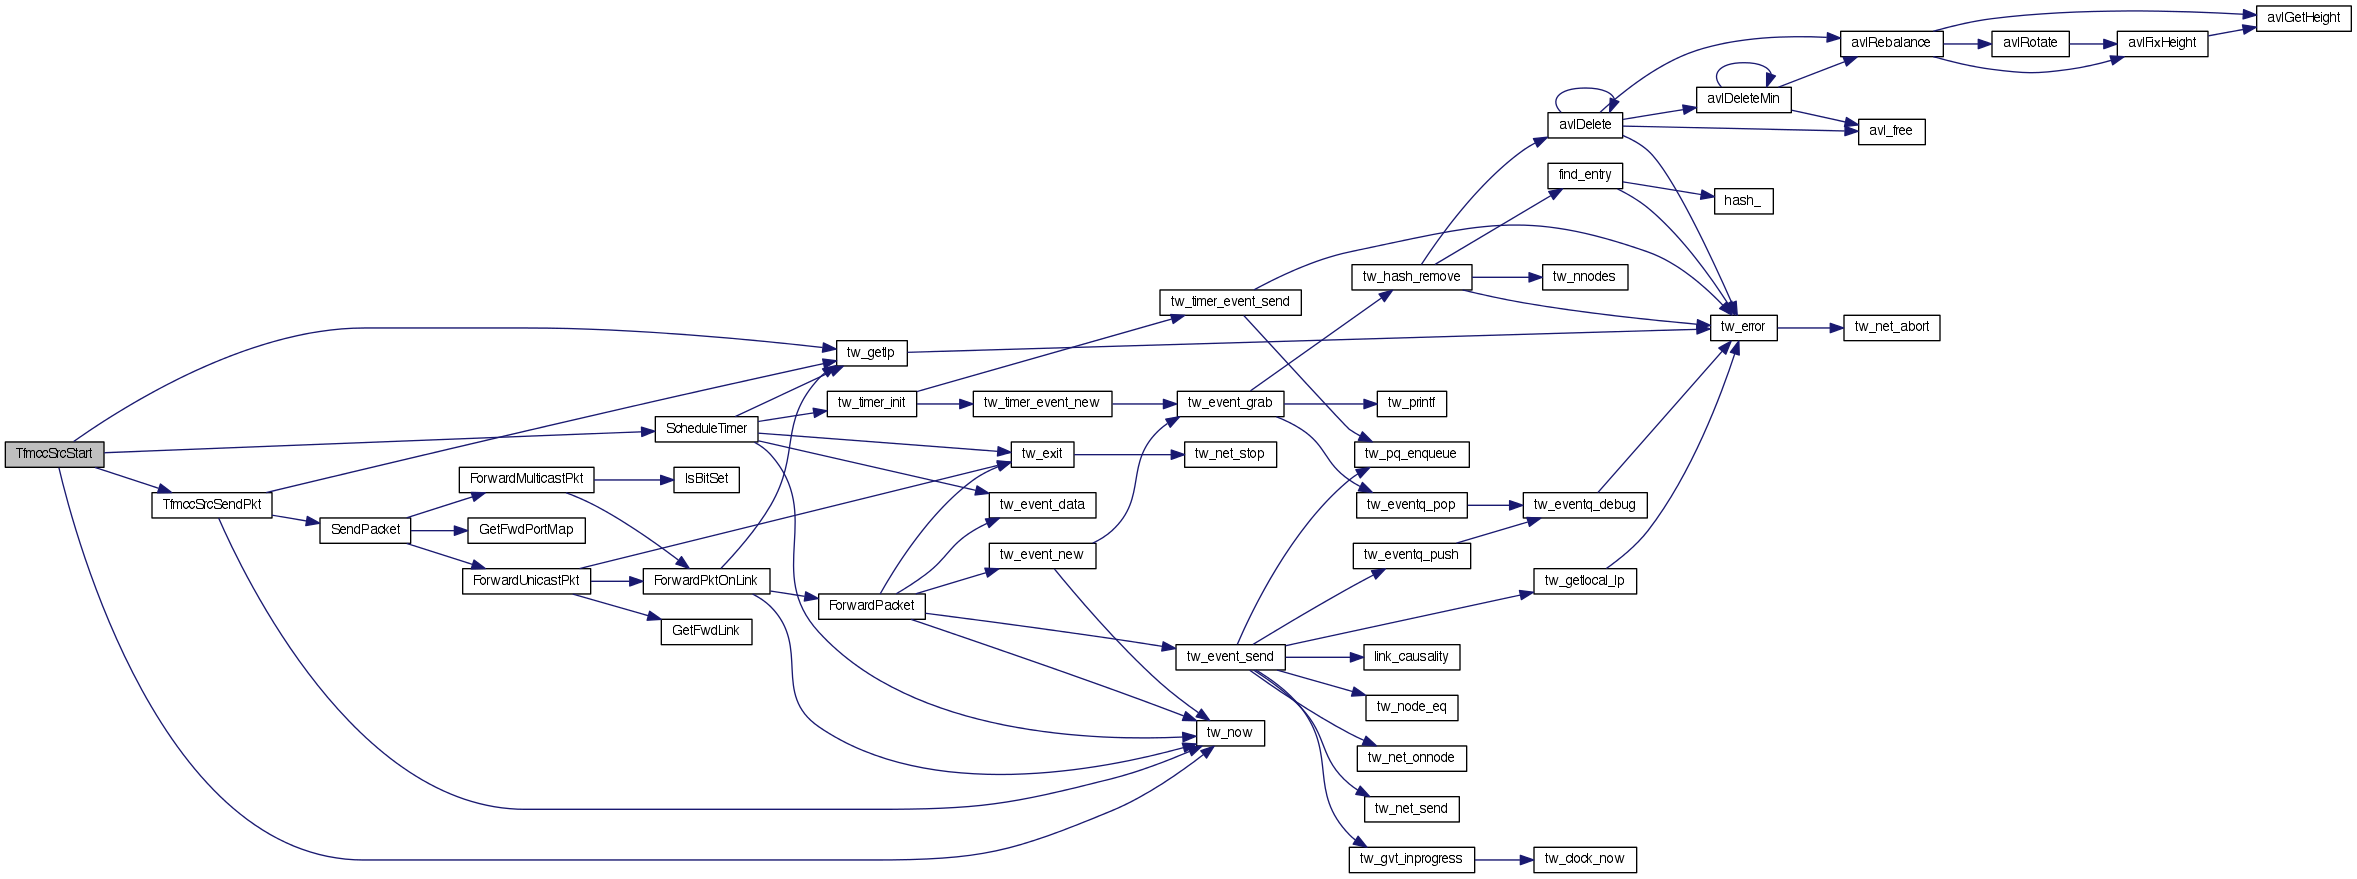 TfmccSrcStart
TfmccSrcSendPkt
SendPacket
ForwardMulticastPkt
GetFwdPortMap
ForwardUnicastPkt
IsBitSet
ForwardPktOnLink
GetFwdLink
ScheduleTimer
tw_getlp
tw_timer_init
tw_exit
tw_event_data
tw_event_new
ForwardPacket
tw_timer_event_new
tw_timer_event_send
tw_event_grab
tw_net_stop
tw_event_send
tw_now
tw_hash_remove
tw_printf
tw_pq_enqueue
tw_eventq_pop
tw_eventq_push
link_causality
tw_node_eq
tw_net_onnode
tw_net_send
tw_gvt_inprogress
avlDelete
find_entry
tw_nnodes
tw_eventq_debug
tw_getlocal_lp
tw_clock_now
avlDeleteMin
hash_
tw_error
avlRebalance
avl_free
tw_net_abort
avlRotate
avlFixHeight
avlGetHeight